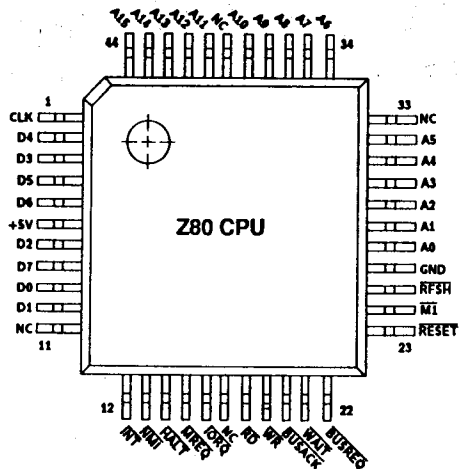 A15 A14 A13 A12 A11 NC A10 A9 A8 A7 A6
44 34
1 33
CLK NC
D4 A5
D3 A4
D5 A3
D6 A2
+5V A1
Z80 CPU
D2 A0
D7 GND
D0 RFSH
D1 M1
NC RESET
11 23
12 22
INT NMI HALT MREQ IORQ NC RD WR BUSACK WAIT BUSREQ